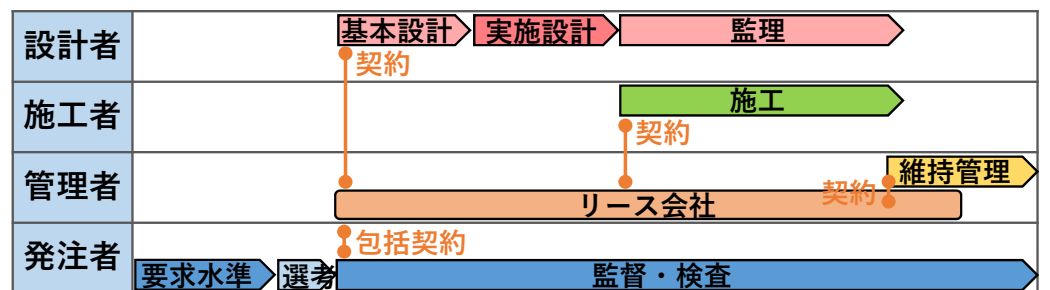 設計者
基本設計
実施設計
監理
契約
施工者
施工
契約
管理者
維持管理
リース会社
契約
発注者
包括契約
要求水準
選考
監督・検査